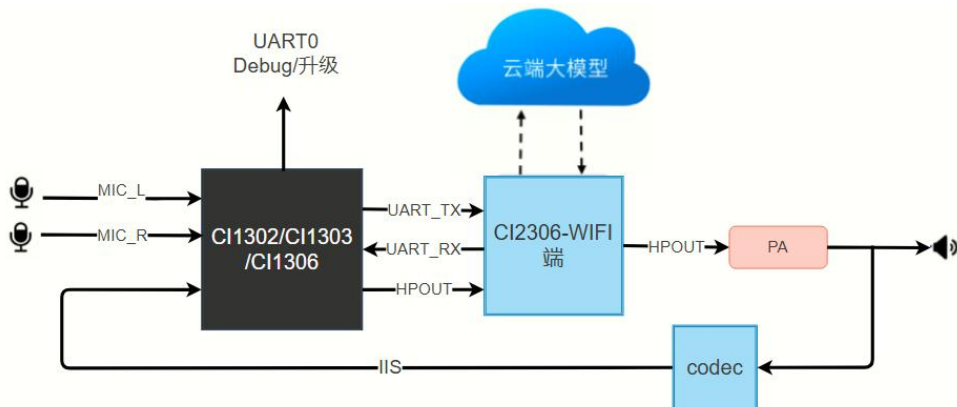 UART0
Debug/升级
云端大模型
MIC_L
MIC_R
CI1302/CI1303
/CI1306
UART_TX
UART_RX
HPOUT
CI2306-WIFI
端
HPOUT
PA
IIS
codec